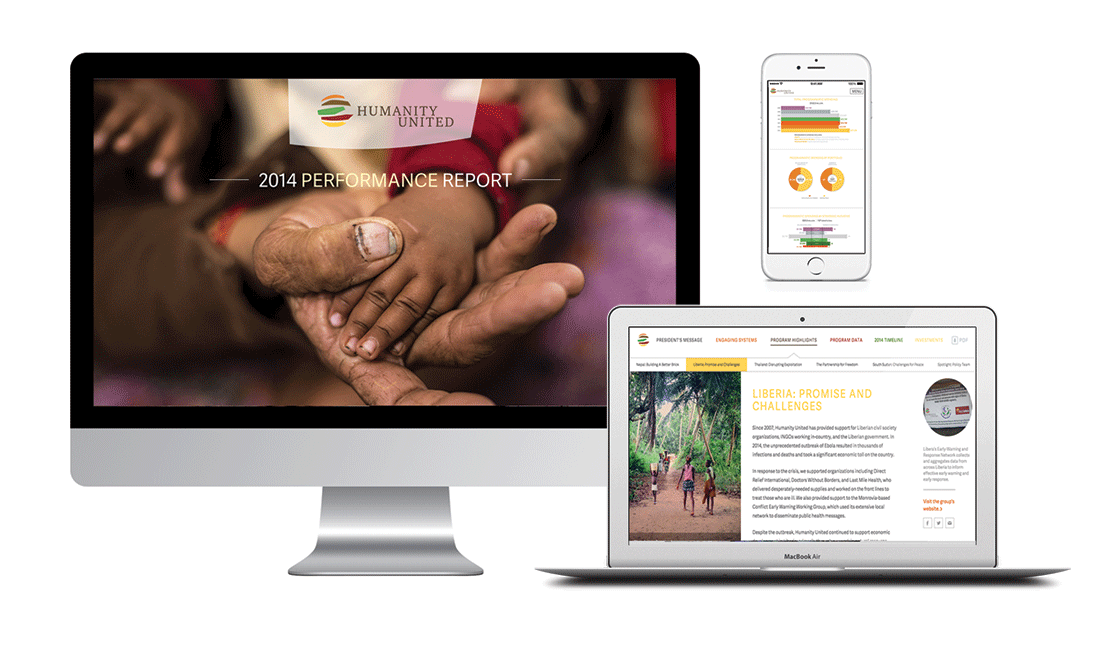 HUMANITY
UNITED
2014 PERFORMANCE REPORT
MENU
PRESIDENT'S MESSAGE ENGAGING SYSTEMS PROGRAM HIGHLIGHTS PROGRAM DATA 2014 TIMELINE INVESTMENTS PDF
Nepal: Building A Better Brick Liberia: Promise and Challenges Thailand: Disrupting Exploitation The Partnership for Freedom South Sudan: Challenges for Peace Spotlight: Policy Team
LIBERIA: PROMISE AND
CHALLENGES
Since 2007, Humanity United has provided support for Liberian civil society
organizations, INGOs working in-country, and the Liberian government. In
2014, the unprecedented outbreak of Ebola resulted in thousands of
infections and deaths and took a significant economic toll on the country.
In response to the crisis, we supported organizations including Direct
Relief International, Doctors Without Borders, and Last Mile Health, who
delivered desperately-needed supplies and worked on the front lines to
treat those who are ill. We also provided support to the Monrovia-based
Conflict Early Warning Working Group, which used its extensive local
network to disseminate public health messages.
Despite the outbreak, Humanity United continued to support economic
Liberia's Early Warning and
Response Network collects
and aggregates data from
across Liberia to inform
effective early warning and
early response.
Visit the group's
website
MacBook Air